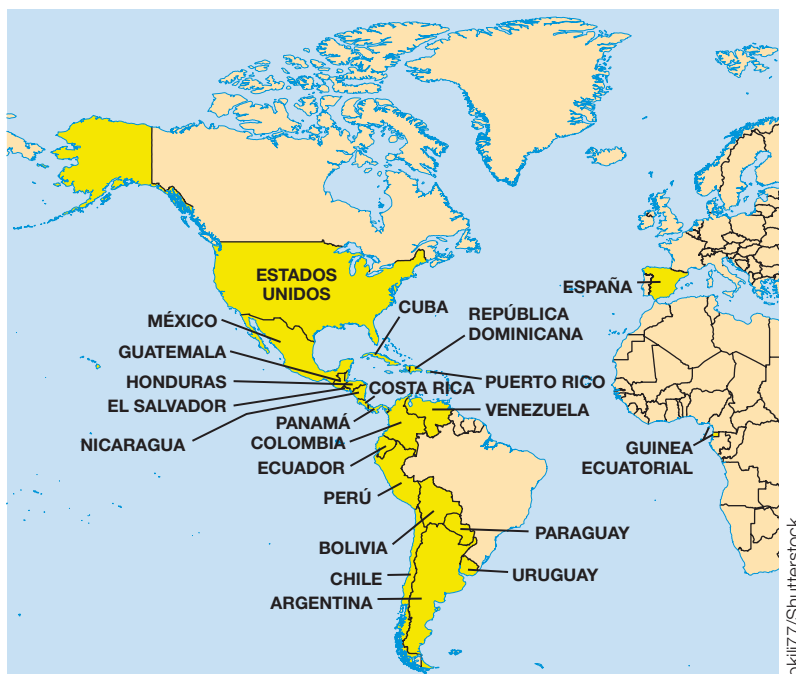 ESTADOS
UNIDOS
ESPAÑA
CUBA
REPÚBLICA
DOMINICANA
MÉXICO
GUATEMALA
HONDURAS
COSTA RICA
PUERTO RICO
EL SALVADOR
PANAMÁ
VENEZUELA
NICARAGUA
COLOMBIA
GUINEA
ECUATORIAL
ECUADOR
PERÚ
PARAGUAY
BOLIVIA
CHILE
URUGUAY
ARGENTINA